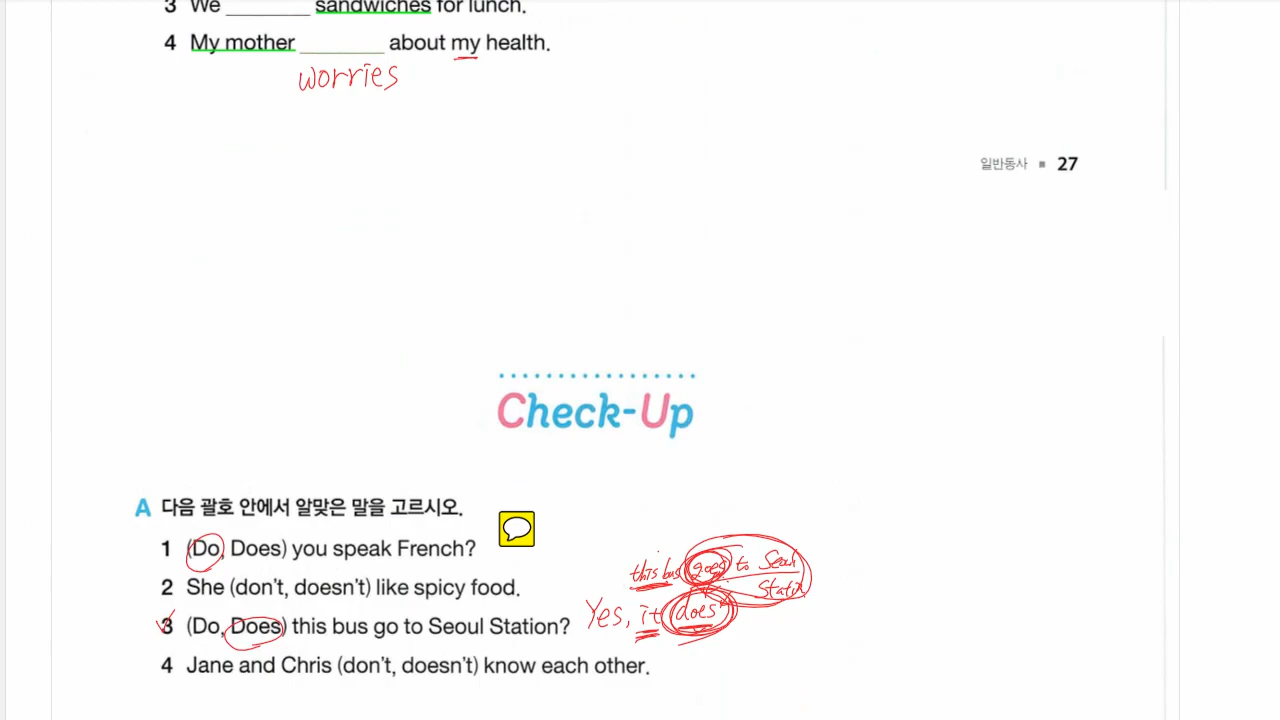 3 We ________ sandwiches for lunch.
4 My mother ________ about my health.
worries
일반동사 ■ 27
Check-Up
A 다음 괄호 안에서 알맞은 말을 고르시오.
1 (Do, Does) you speak French?
2 She (don't, doesn't) like spicy food.
this bus goes to Seoul
Station
Yes, it does
3 (Do, Does) this bus go to Seoul Station?
4 Jane and Chris (don't, doesn't) know each other.